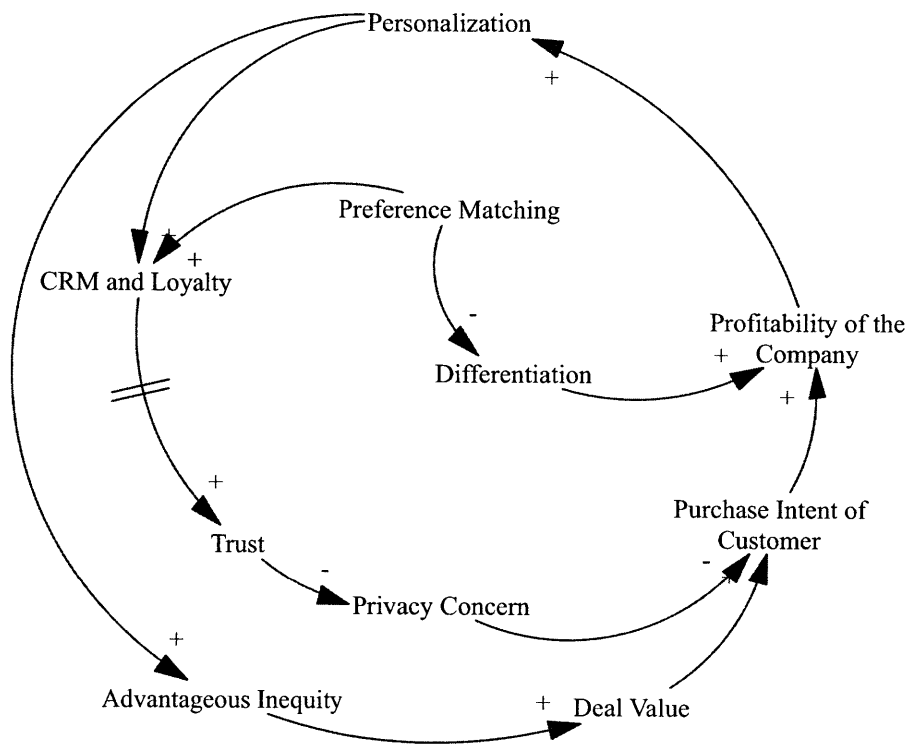 Personalization
+
Preference Matching
+
+
CRM and Loyalty
-
Profitability of the
Company
+
Differentiation
+
+
Purchase Intent of
Customer
Trust
-
-
+
Privacy Concern
+
Advantageous Inequity
+
Deal Value